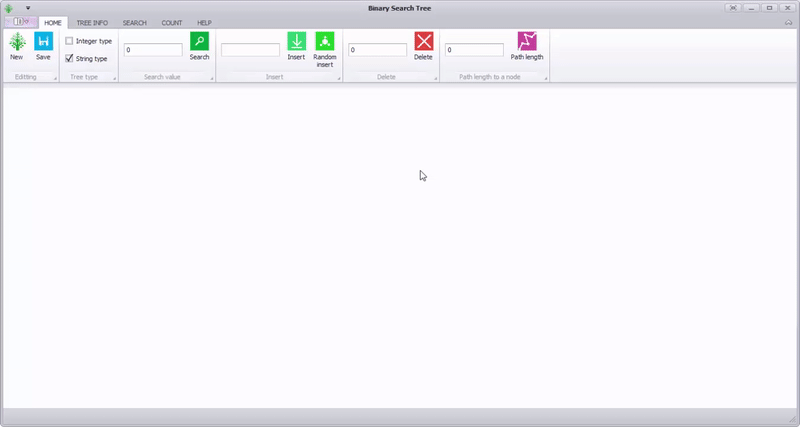 Binary Search Tree
HOME TREE INFO SEARCH COUNT HELP
New Save
Editting
Integer type
String type
Tree type
0 Search
Search value
Insert Random insert
Insert
0 Delete
Delete
0 Path length
Path length to a node